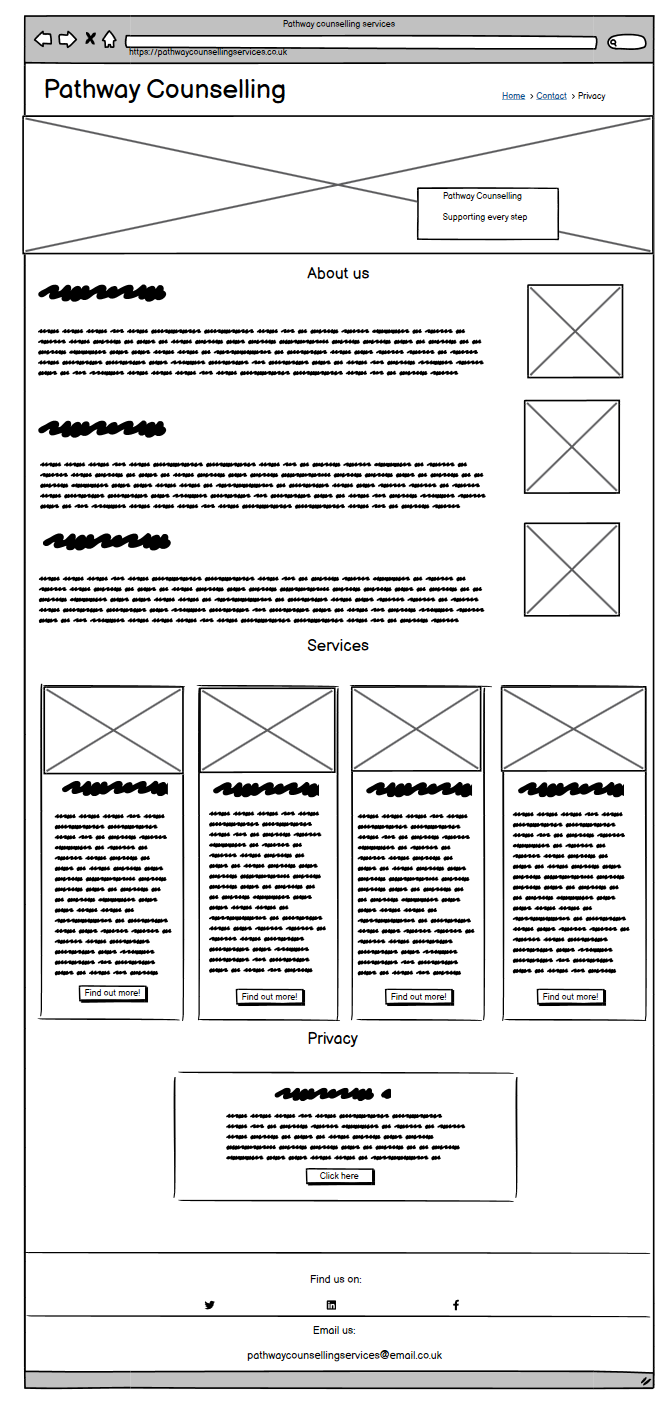 Pathway counselling services
https://pathwaycounsellingservices.co.uk
Pathway Counselling
Home > Contact > Privacy
Pathway Counselling
Supporting every step
About us
Services
Find out more!
Find out more!
Find out more!
Find out more!
Privacy
Click here
Find us on:
Email us:
pathwaycounsellingservices@email.co.uk